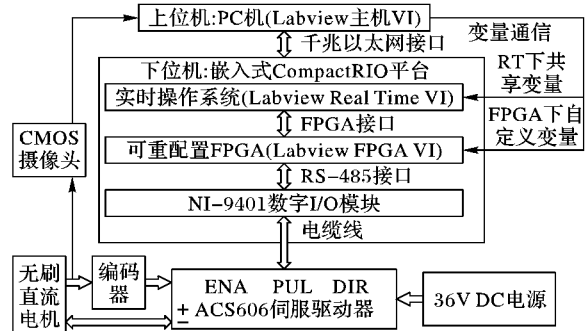 上位机:PC机(Labview主机VI)
千兆以太网接口
变量通信
下位机:嵌入式CompactRIO平台
RT下共
享变量
实时操作系统(Labview Real Time VI)
FPGA接口
FPGA下自
定义变量
CMOS
摄像头
可重配置FPGA(Labview FPGA VI)
RS-485接口
NI-9401数字I/O模块
电缆线
无刷
直流
电机
编码
器
ENA PUL DIR
+ ACS606伺服驱动器
−
36V DC电源